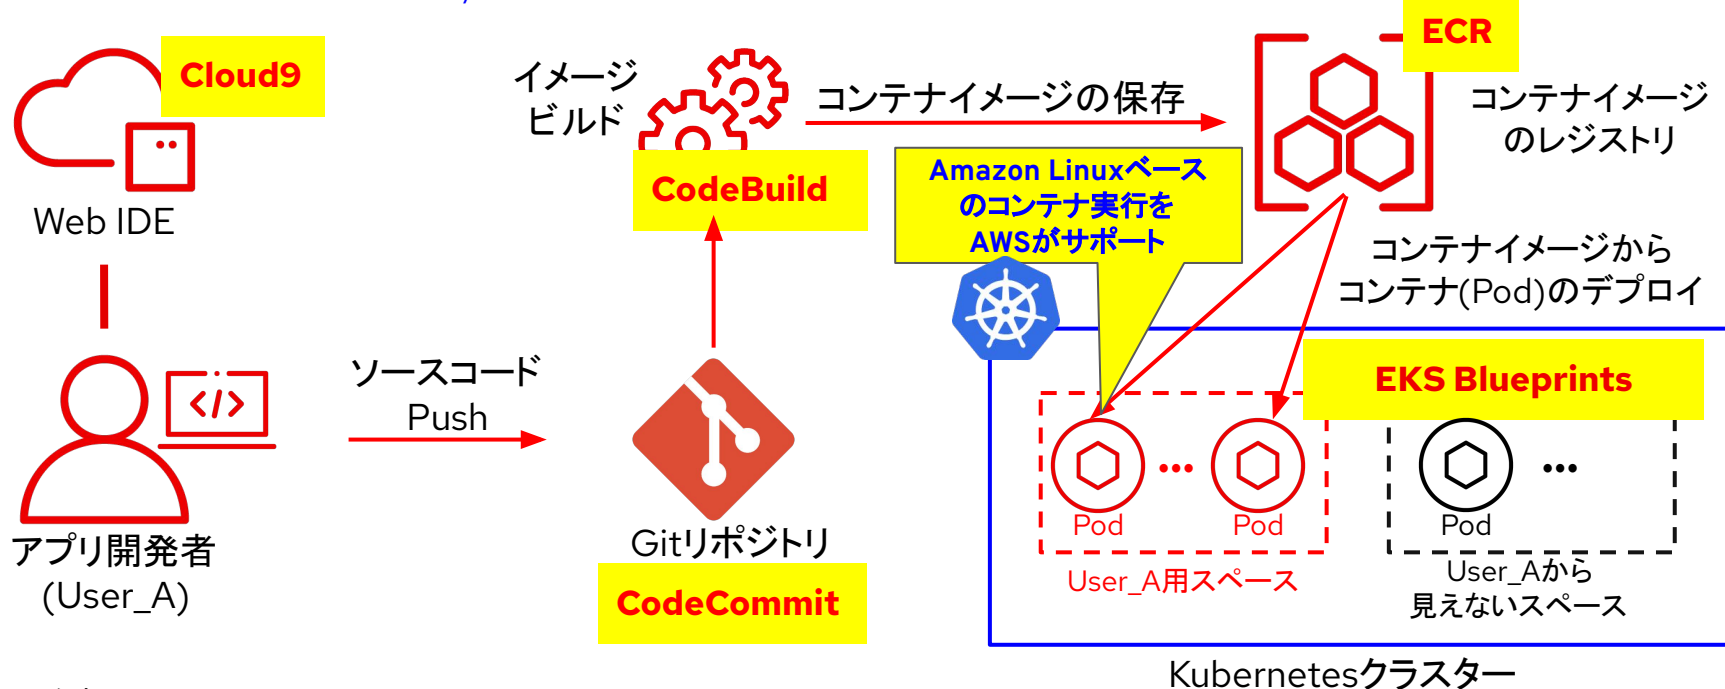 Cloud9
Web IDE
アプリ開発者
(User_A)
</>
ソースコード
Push
Gitリポジトリ
CodeCommit
イメージ
ビルド
CodeBuild
コンテナイメージの保存
ECR
コンテナイメージ
のレジストリ
Amazon Linuxベース
のコンテナ実行を
AWSがサポート
コンテナイメージから
コンテナ(Pod)のデプロイ
EKS Blueprints
Pod
...
Pod
User_A用スペース
Pod
...
User_Aから
見えないスペース
Kubernetesクラスター